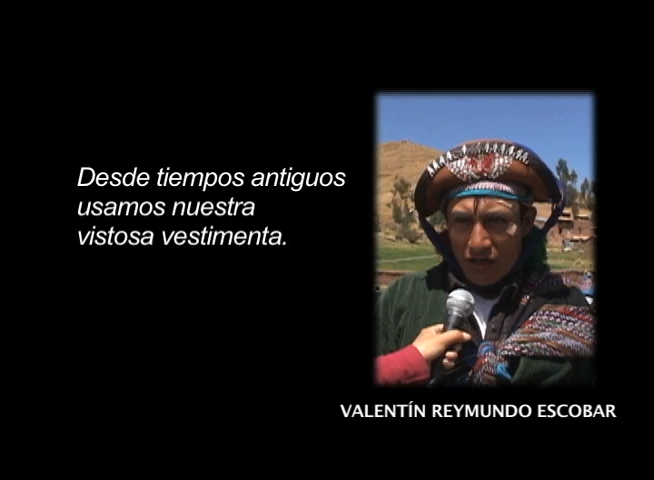 Desde tiempos antiguos
usamos nuestra
vistosa vestimenta.
VALENTÍN REYMUNDO ESCOBAR